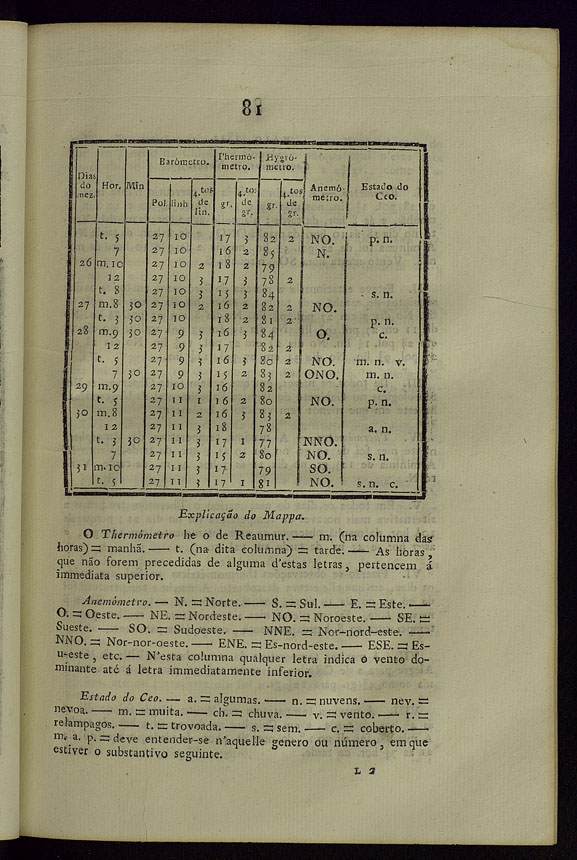 81
Barómetro. Thermómetro. Hygrómetro.
Dias do mez. Hor. Min Pol. linh 4.tos de lin. gr. 4.tos de gr. gr. 4.tos de gr. Anemómetro. Estado do Ceo.
t. 5 27 10 17 3 82 2 NO. p. n.
7 27 10 16 2 85 N.
26 m. 10 27 10 2 18 2 79
12 27 10 3 17 3 78 2
t. 8 27 10 3 15 3 84 s. n.
27 m. 8 30 27 10 2 16 2 82 2 NO.
t. 3 30 27 10 18 2 81 2 p. n.
28 m. 9 30 27 9 3 16 3 84 O. c.
12 27 9 3 17 82 2
t. 5 27 9 3 16 3 80 2 NO. m. n. v.
7 30 27 9 3 15 2 83 2 ONO. m. n.
29 m. 9 27 10 3 16 82 c.
t. 5 27 11 1 16 2 80 NO. p. n.
30 m. 8 27 11 2 16 3 83 2
12 27 11 3 18 78 a. n.
t. 3 30 27 11 3 17 1 77 NNO.
7 27 11 3 15 2 80 NO. s. n.
31 m. 10 27 11 3 17 79 SO.
t. 5 27 11 3 17 1 81 NO. s. n. c.
Explicação do Mappa.
O Thermómetro he o de Reaumur. — m. (na columna das
horas) = manhã. — t. (na dita columna) = tarde. — As horas,
que não forem precedidas de alguma d'estas letras, pertencem á
immediata superior.
Anemómetro. — N. = Norte. — S. = Sul. — E. = Este. —
O. = Oeste. — NE. = Nordeste. — NO. = Noroeste. — SE. =
Sueste. — SO. = Sudoeste. — NNE. = Nor-nord-este. —
NNO. = Nor-nor-oeste. — ENE. = Es-nord-este. — ESE. = Es-
u-este, etc. — N'esta columna qualquer letra indica o vento do-
minante até á letra immediatamente inferior.
Estado do Ceo. — a. = algumas. — n. = nuvens. — nev. =
nevoa. — m. = muita. — ch. = chuva. — v. = vento. — r. =
relampagos. — t. = trovoada. — s. = sem. — c. = coberto. —
m. a. p. = deve entender-se n'aquelle genero ou número, em que
estiver o substantivo seguinte.
L 2